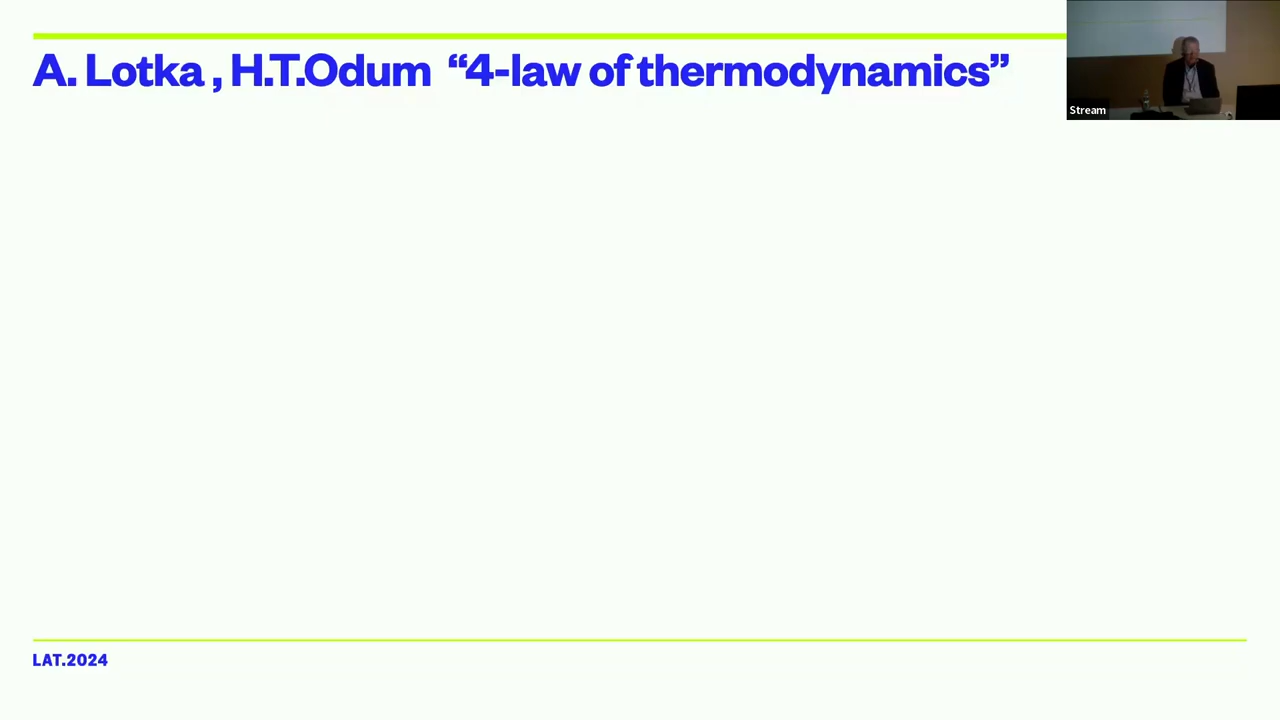 A. Lotka , H.T.Odum “4-law of thermodynamics”
Stream
LAT.2024